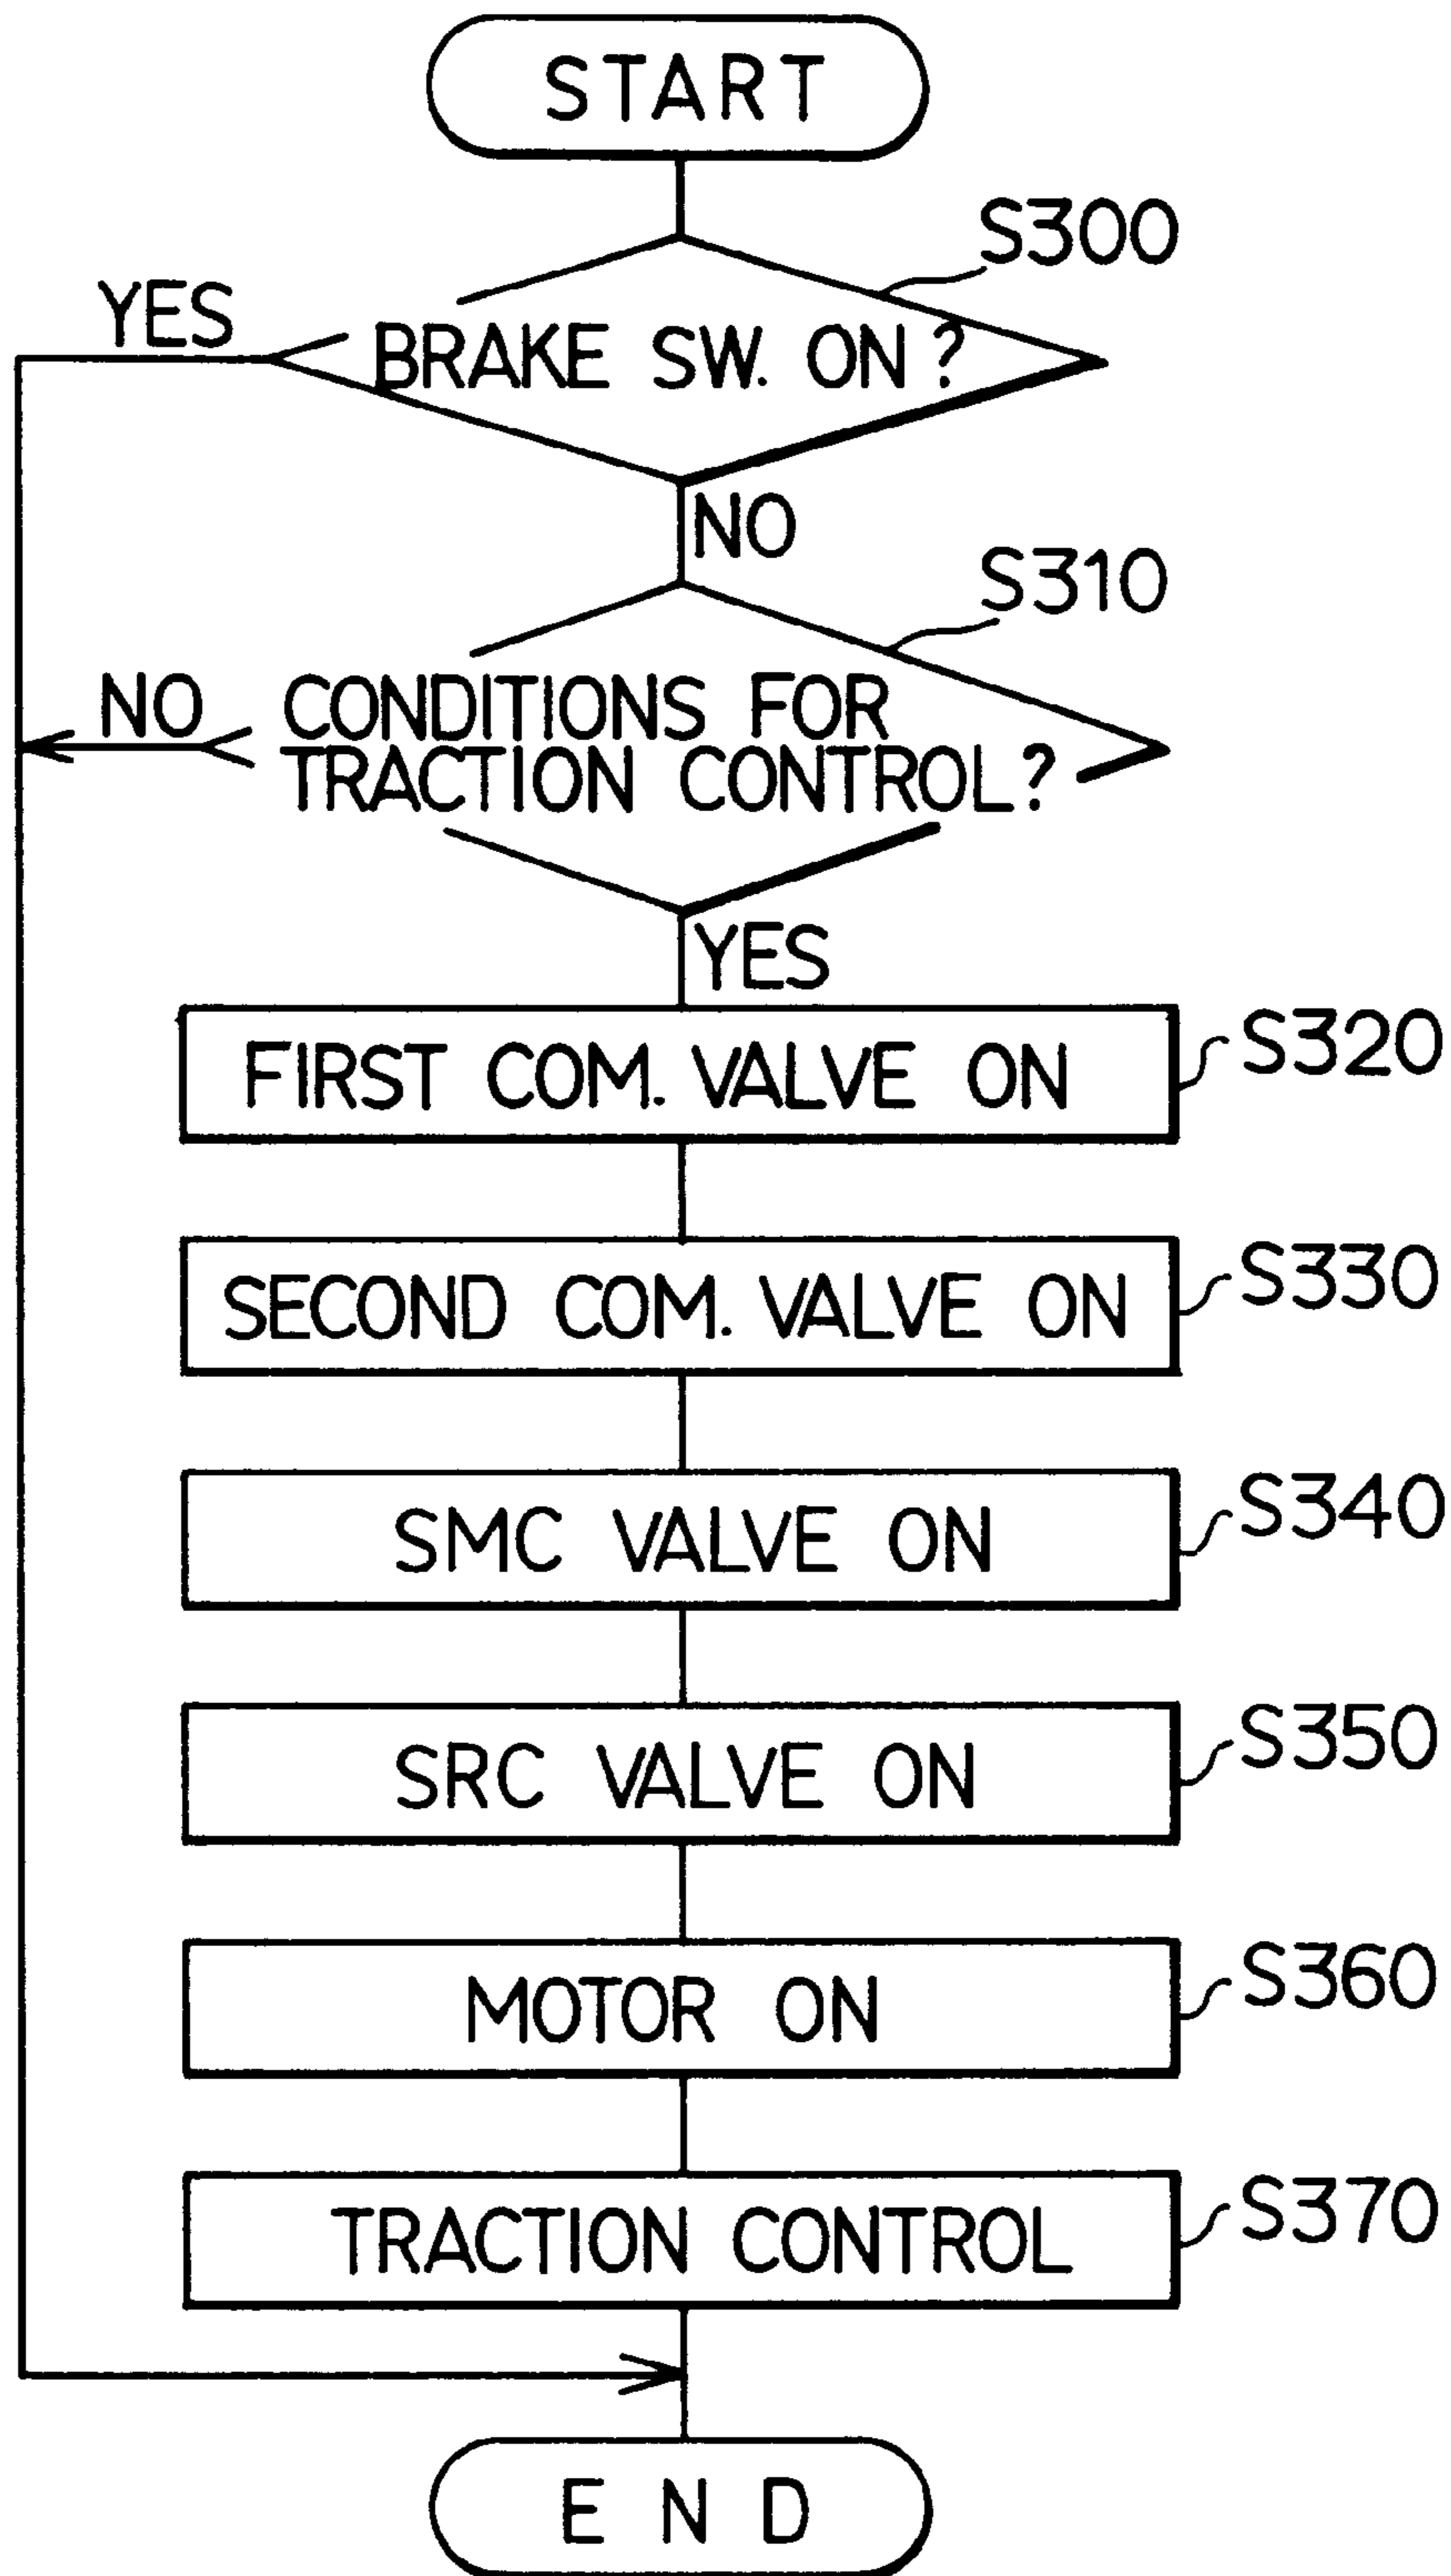 START
S300
YES
BRAKE SW. ON?
NO
S310
NO
CONDITIONS FOR
TRACTION CONTROL?
YES
FIRST COM. VALVE ON
S320
SECOND COM. VALVE ON
S330
SMC VALVE ON
S340
SRC VALVE ON
S350
MOTOR ON
S360
TRACTION CONTROL
S370
END